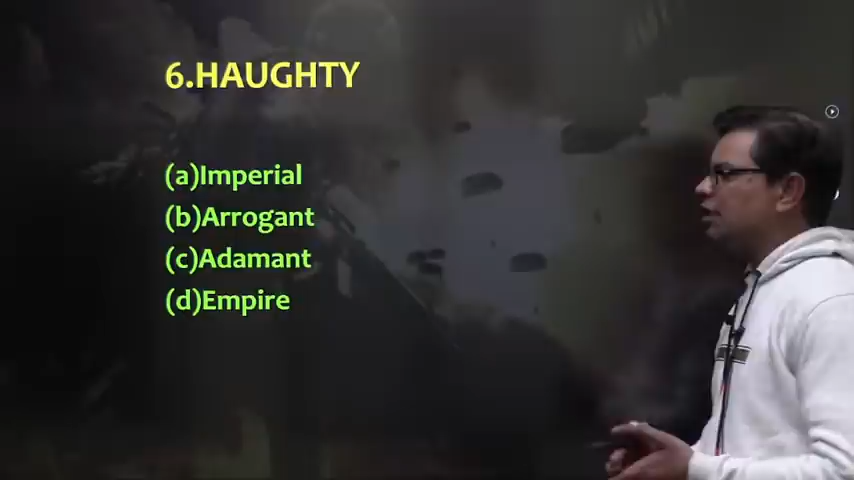 6.HAUGHTY
(a)Imperial
(b)Arrogant
(c)Adamant
(d)Empire